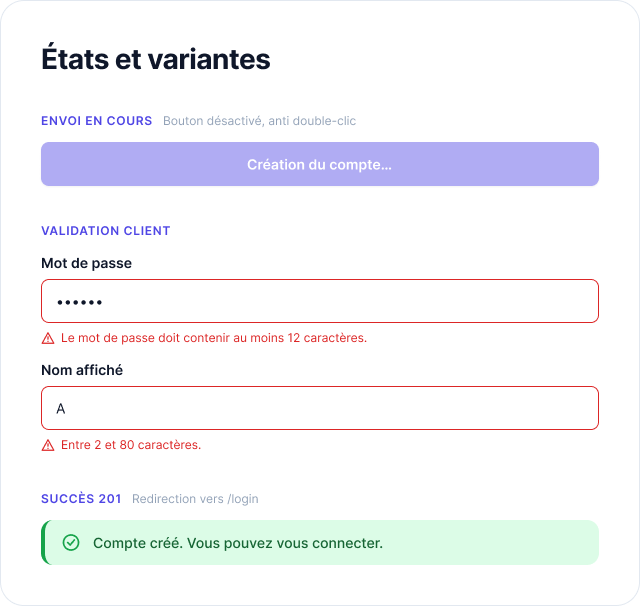 États et variantes
ENVOI EN COURS Bouton désactivé, anti double-clic
Création du compte…
VALIDATION CLIENT
Mot de passe
••••••
Le mot de passe doit contenir au moins 12 caractères.
Nom affiché
A
Entre 2 et 80 caractères.
SUCCÈS 201 Redirection vers /login
Compte créé. Vous pouvez vous connecter.